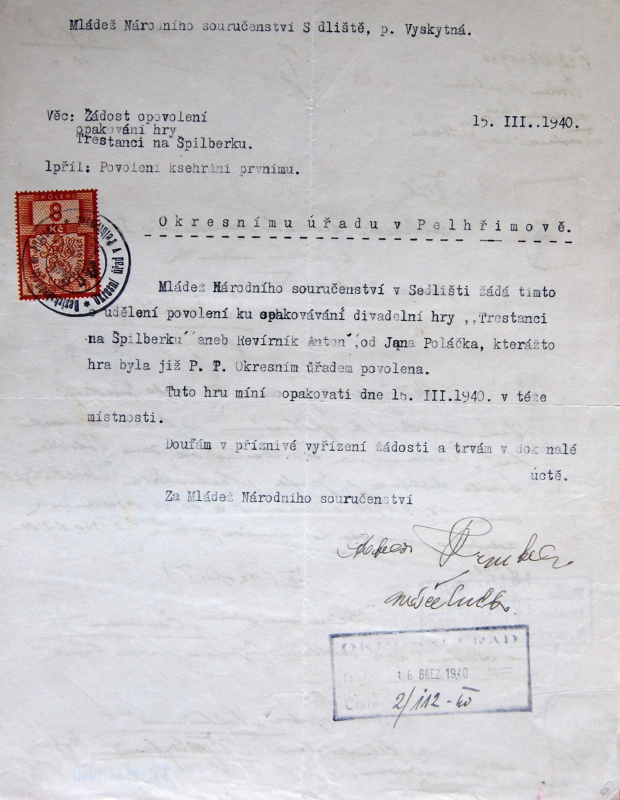 Mládež Národního souručenství S dliště, p. Vyskytná.
Věc: Žádost opovolení
opakování hry
Trestanci na Špilberku.
15. III..1940.
1příl: Povolení ksehrání prvnímu.
8
Okresnímu úřadu v Pelhřimově.
Mládež Národního souručenství v Sedlišti žádá tímto
o udělení povolení ku opakovávání divadelní hry ,,Trestanci
na Špilberku" aneb Revírník Anton", od Jana Poláčka, kterážto
hra byla již P. T. Okresním úřadem povolena.
Tuto hru míní opakovati dne 15. III.1940. v téže
místnosti.
Doufám v příznivé vyřízení žádosti a trvám v dokonalé
úctě.
Za Mládež Národního souručenství
16 BŘEZ 1940
Číslo
2/112-
6